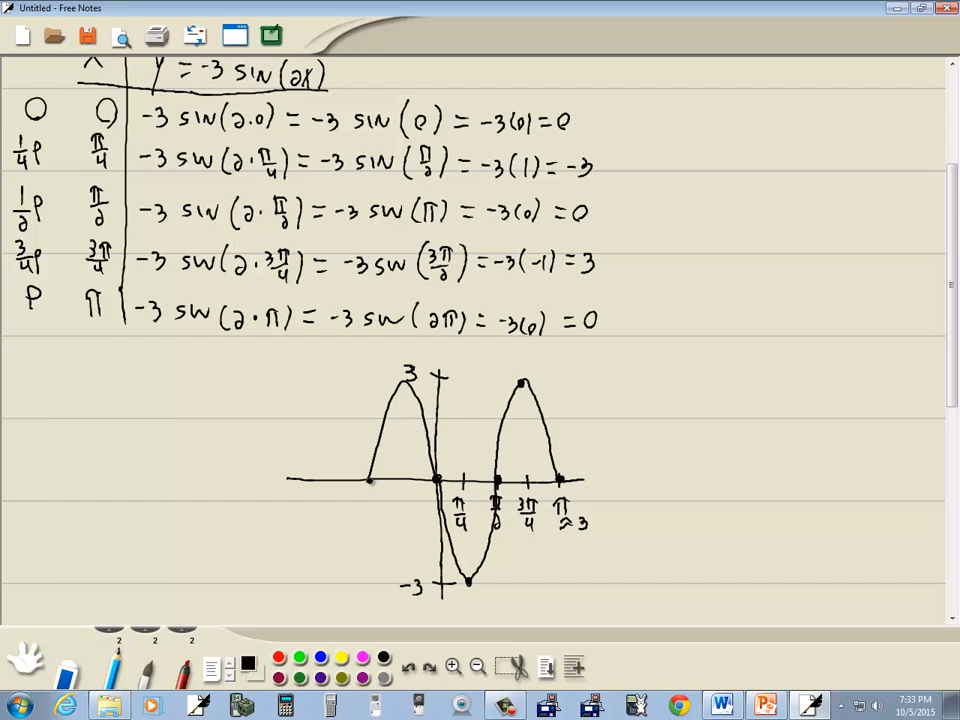 Untitled - Free Notes
x y = -3 sin(2x)
0 0 -3 sin(2·0) = -3 sin(0) = -3(0) = 0
1/4 P π/4 -3 sin(2·π/4) = -3 sin(π/2) = -3(1) = -3
1/2 P π/2 -3 sin(2·π/2) = -3 sin(π) = -3(0) = 0
3/4 P 3π/4 -3 sin(2·3π/4) = -3 sin(3π/2) = -3(-1) = 3
P π -3 sin(2·π) = -3 sin(2π) = -3(0) = 0
3
π/4 π/2 3π/4 π
≈3
-3
2 2 2
7:33 PM
10/5/2015